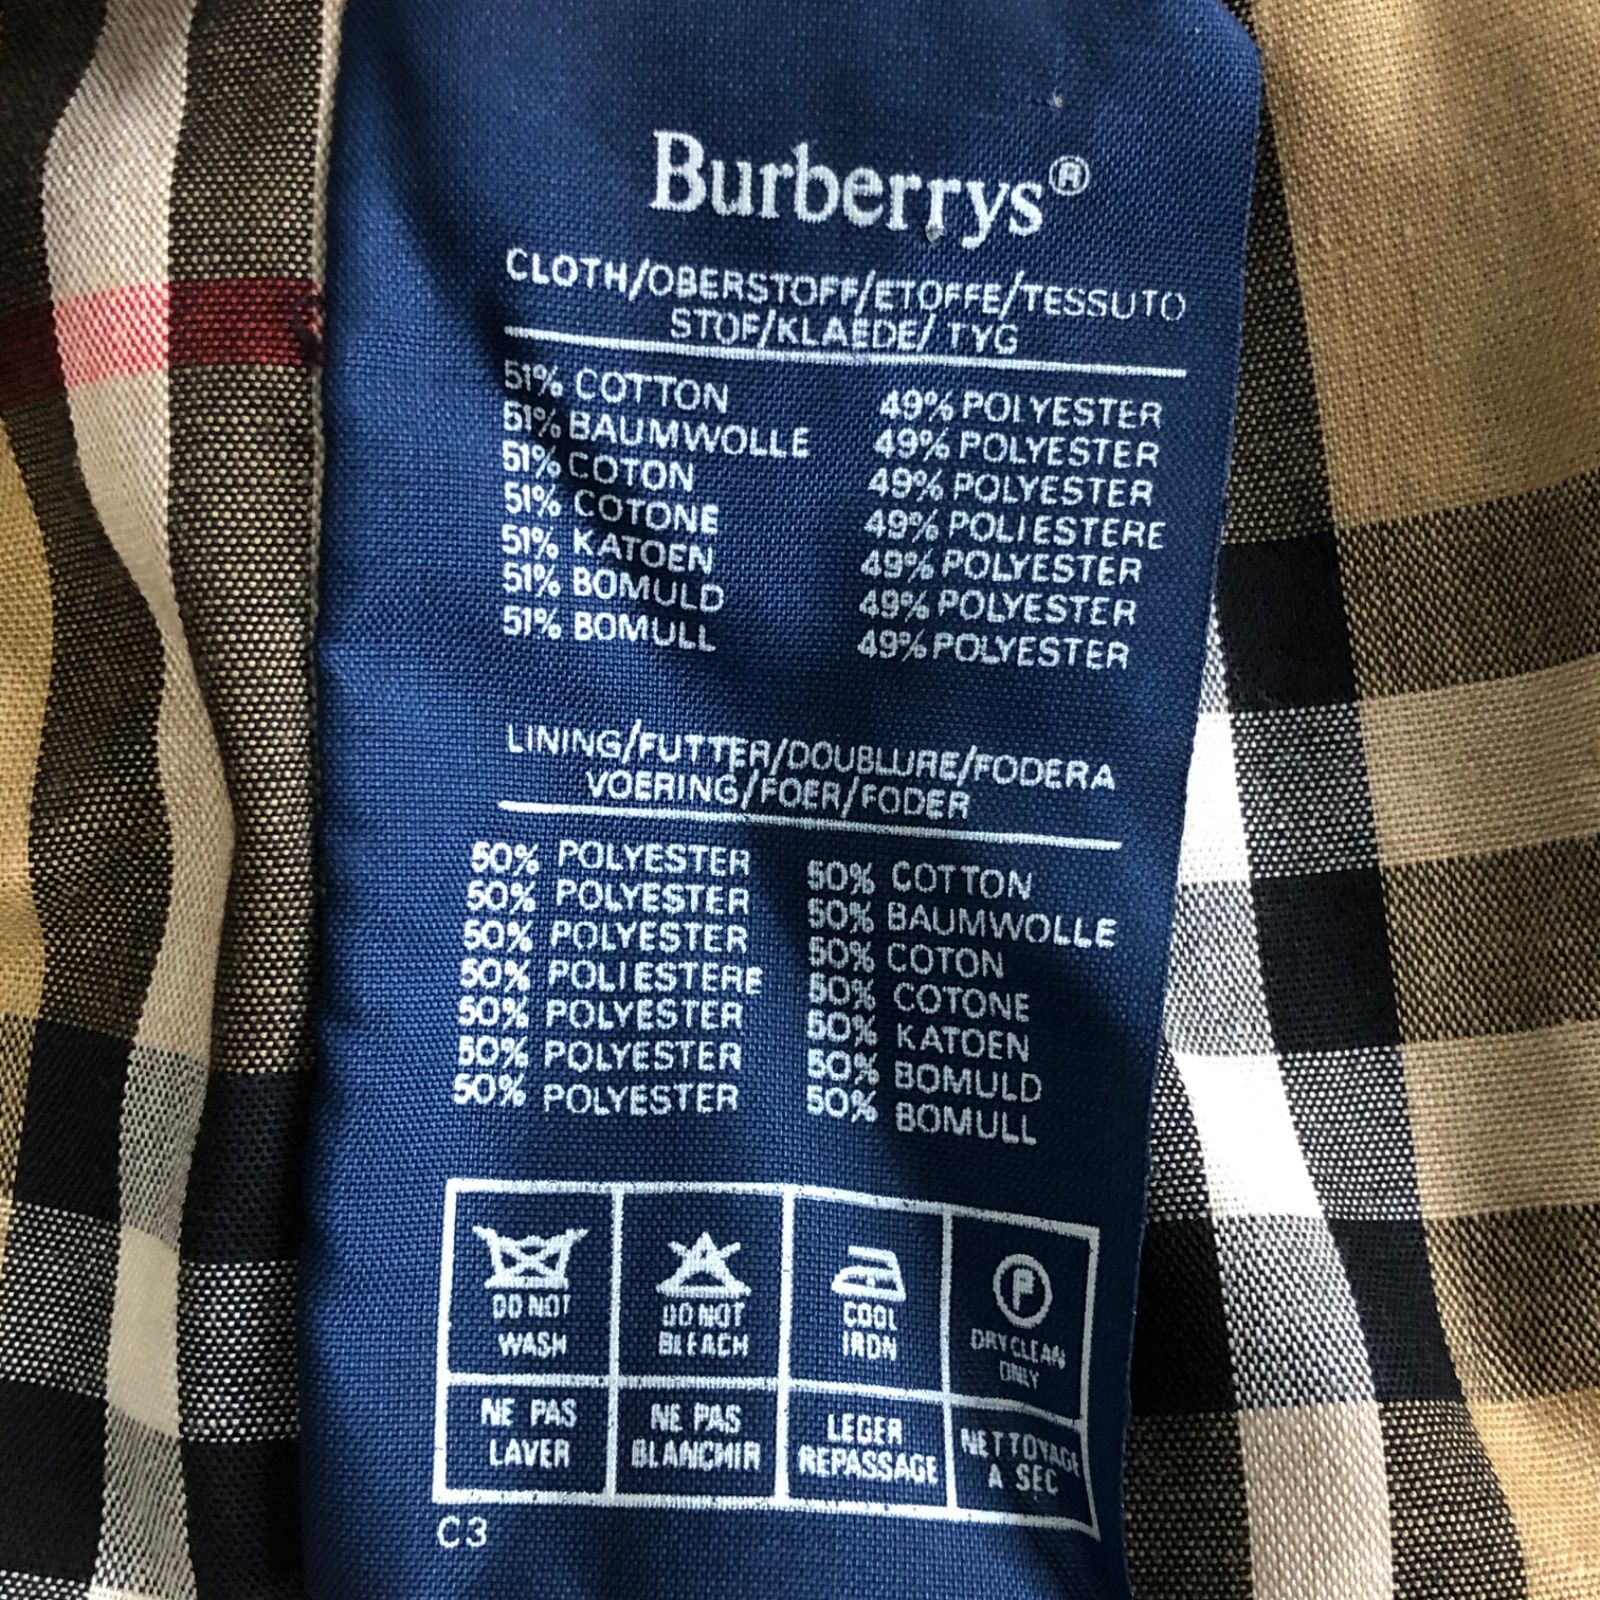 Burberrys®
CLOTH/OBERSTOFF/ETOFFE/TESSUTO
STOF/KLAEDE/ TYG
51% COTTON 49% POLYESTER
51% BAUMWOLLE 49% POLYESTER
51% COTON 49% POLYESTER
51% COTONE 49% POLIESTERE
51% KATOEN 49% POLYESTER
51% BOMULD 49% POLYESTER
51% BOMULL 49% POLYESTER
LINING/FUTTER/DOUBLURE/FODERA
VOERING/FOER/FODER
50% POLYESTER 50% COTTON
50% POLYESTER 50% BAUMWOLLE
50% POLYESTER 50% COTON
50% POLIESTERE 50% COTONE
50% POLYESTER 50% KATOEN
50% POLYESTER 50% BOMULD
50% POLYESTER 50% BOMULL
P
DO NOT DO NOT COOL DRY CLEAN
WASH BLEACH IRON ONLY
NE PAS NE PAS LEGER NETTOYAGE
LAVER BLANCHIR REPASSAGE A SEC
C3